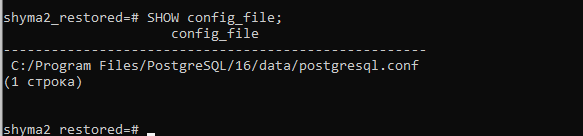 shyma2_restored=# SHOW config_file;
config_file
-----------------------------------------------------
C:/Program Files/PostgreSQL/16/data/postgresql.conf
(1 строка)
shyma2_restored=#